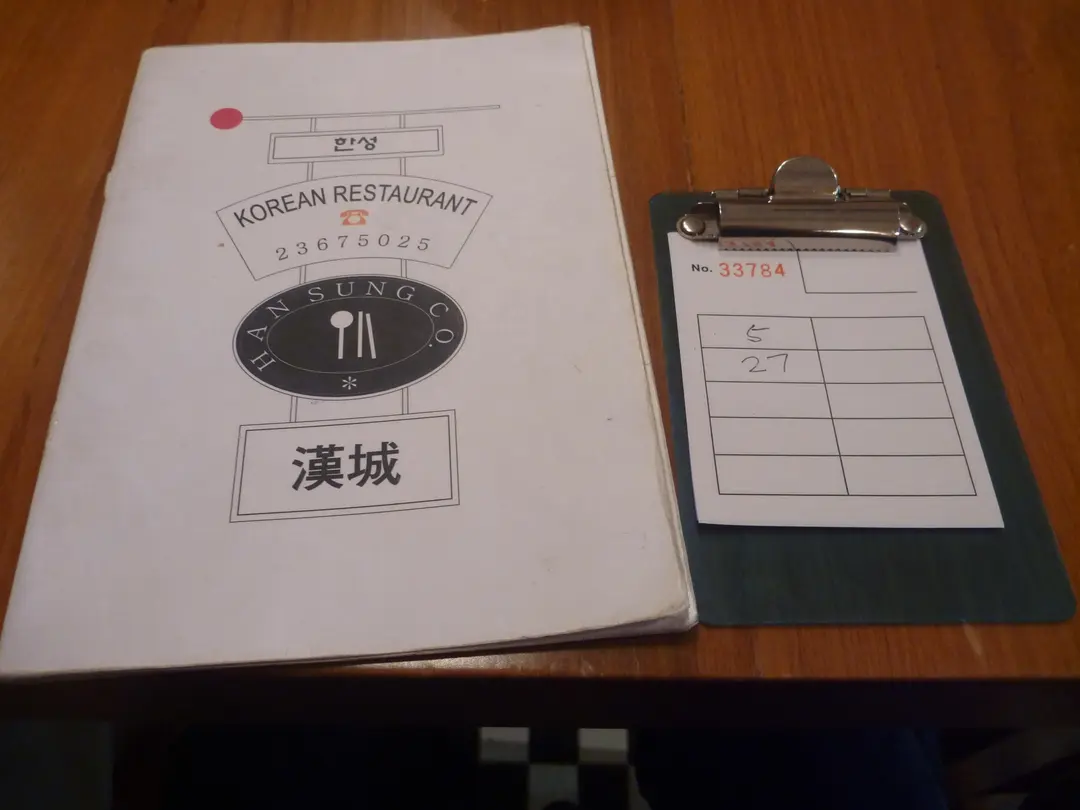 한성
KOREAN RESTAURANT
☎
23675025
HAN SUNG CO.
*
漢城
No. 33784
5
27